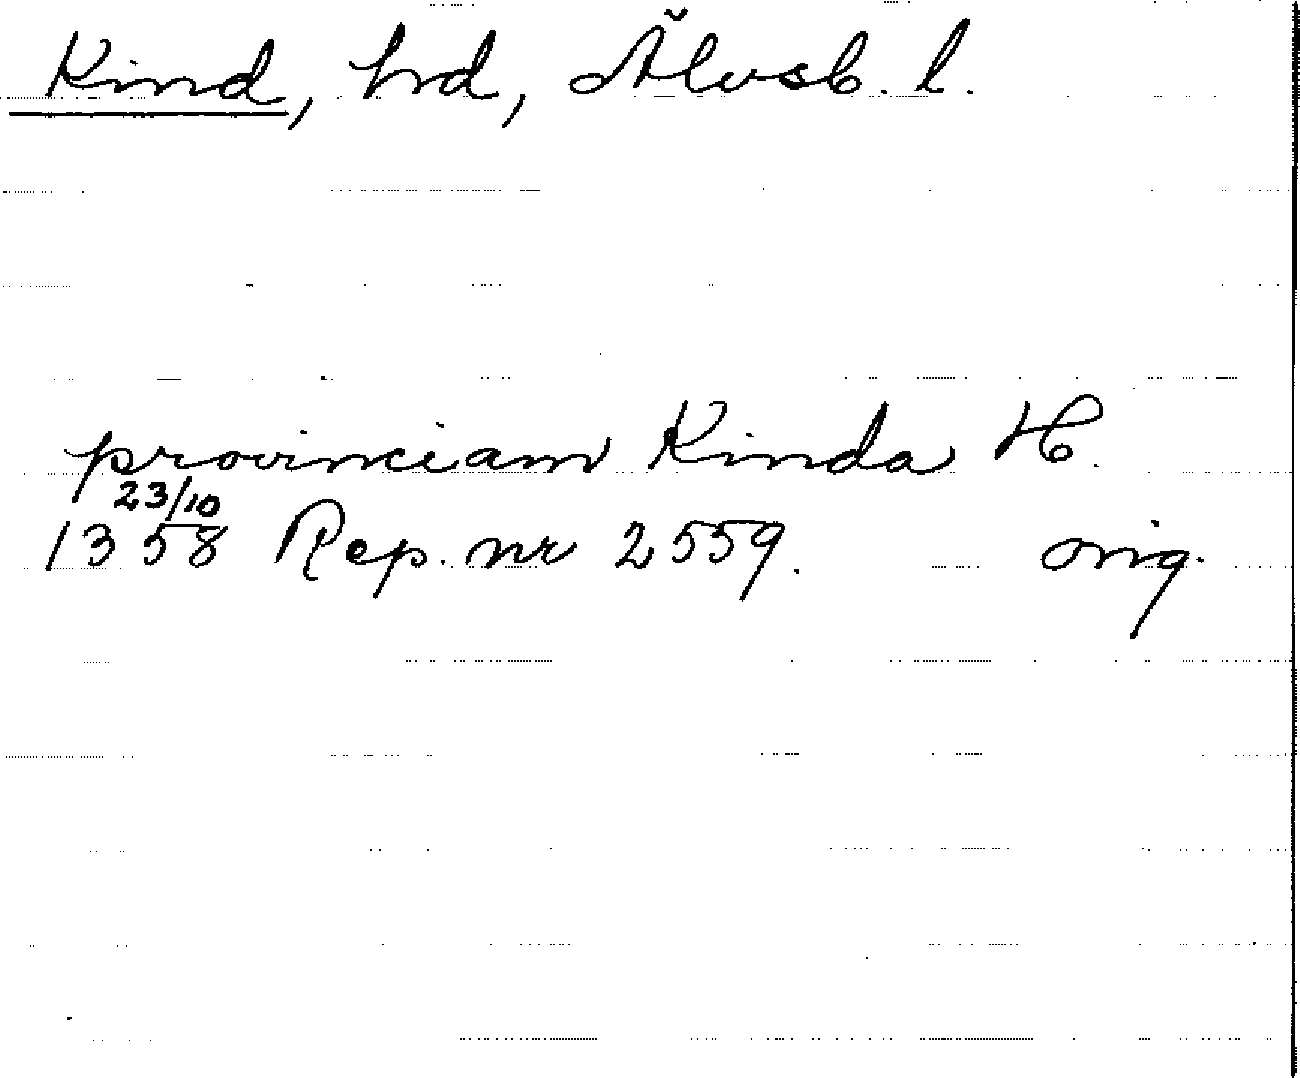 Kind, hd, Älvsb. l.
provinciam Kinda H.
23/10
1358 Rep. nr 2559. orig.